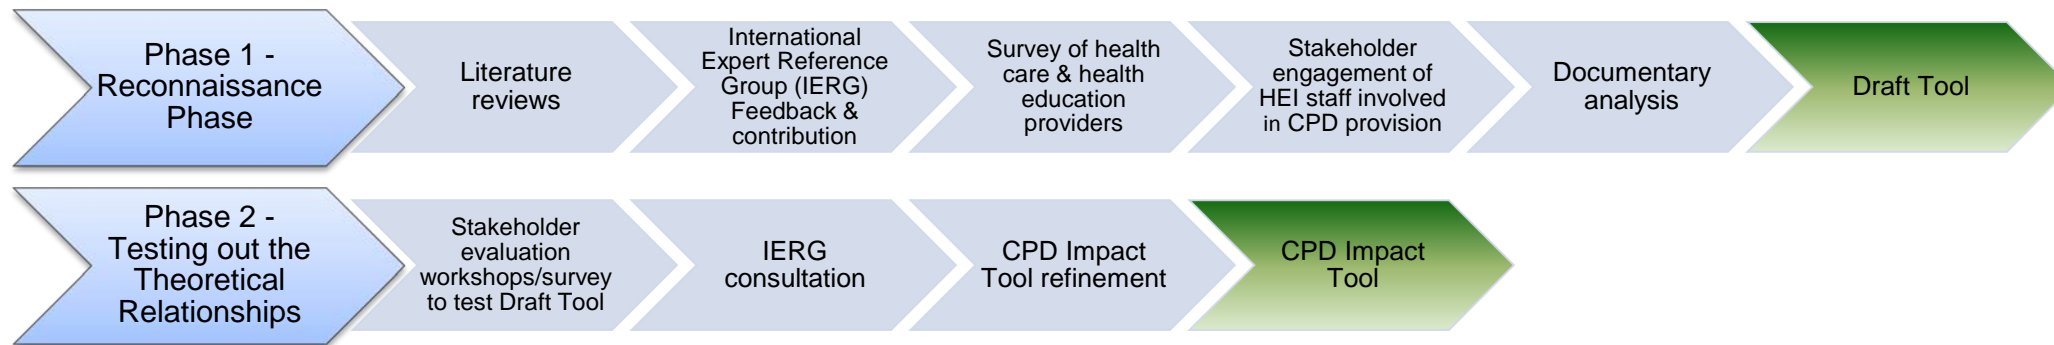 Phase 1 -
Reconnaissance
Phase
Literature
reviews
International
Expert Reference
Group (IERG)
Feedback &
contribution
Survey of health
care & health
education
providers
Stakeholder
engagement of
HEI staff involved
in CPD provision
Documentary
analysis
Draft Tool
Phase 2 -
Testing out the
Theoretical
Relationships
Stakeholder
evaluation
workshops/survey
to test Draft Tool
IERG
consultation
CPD Impact
Tool refinement
CPD Impact
Tool